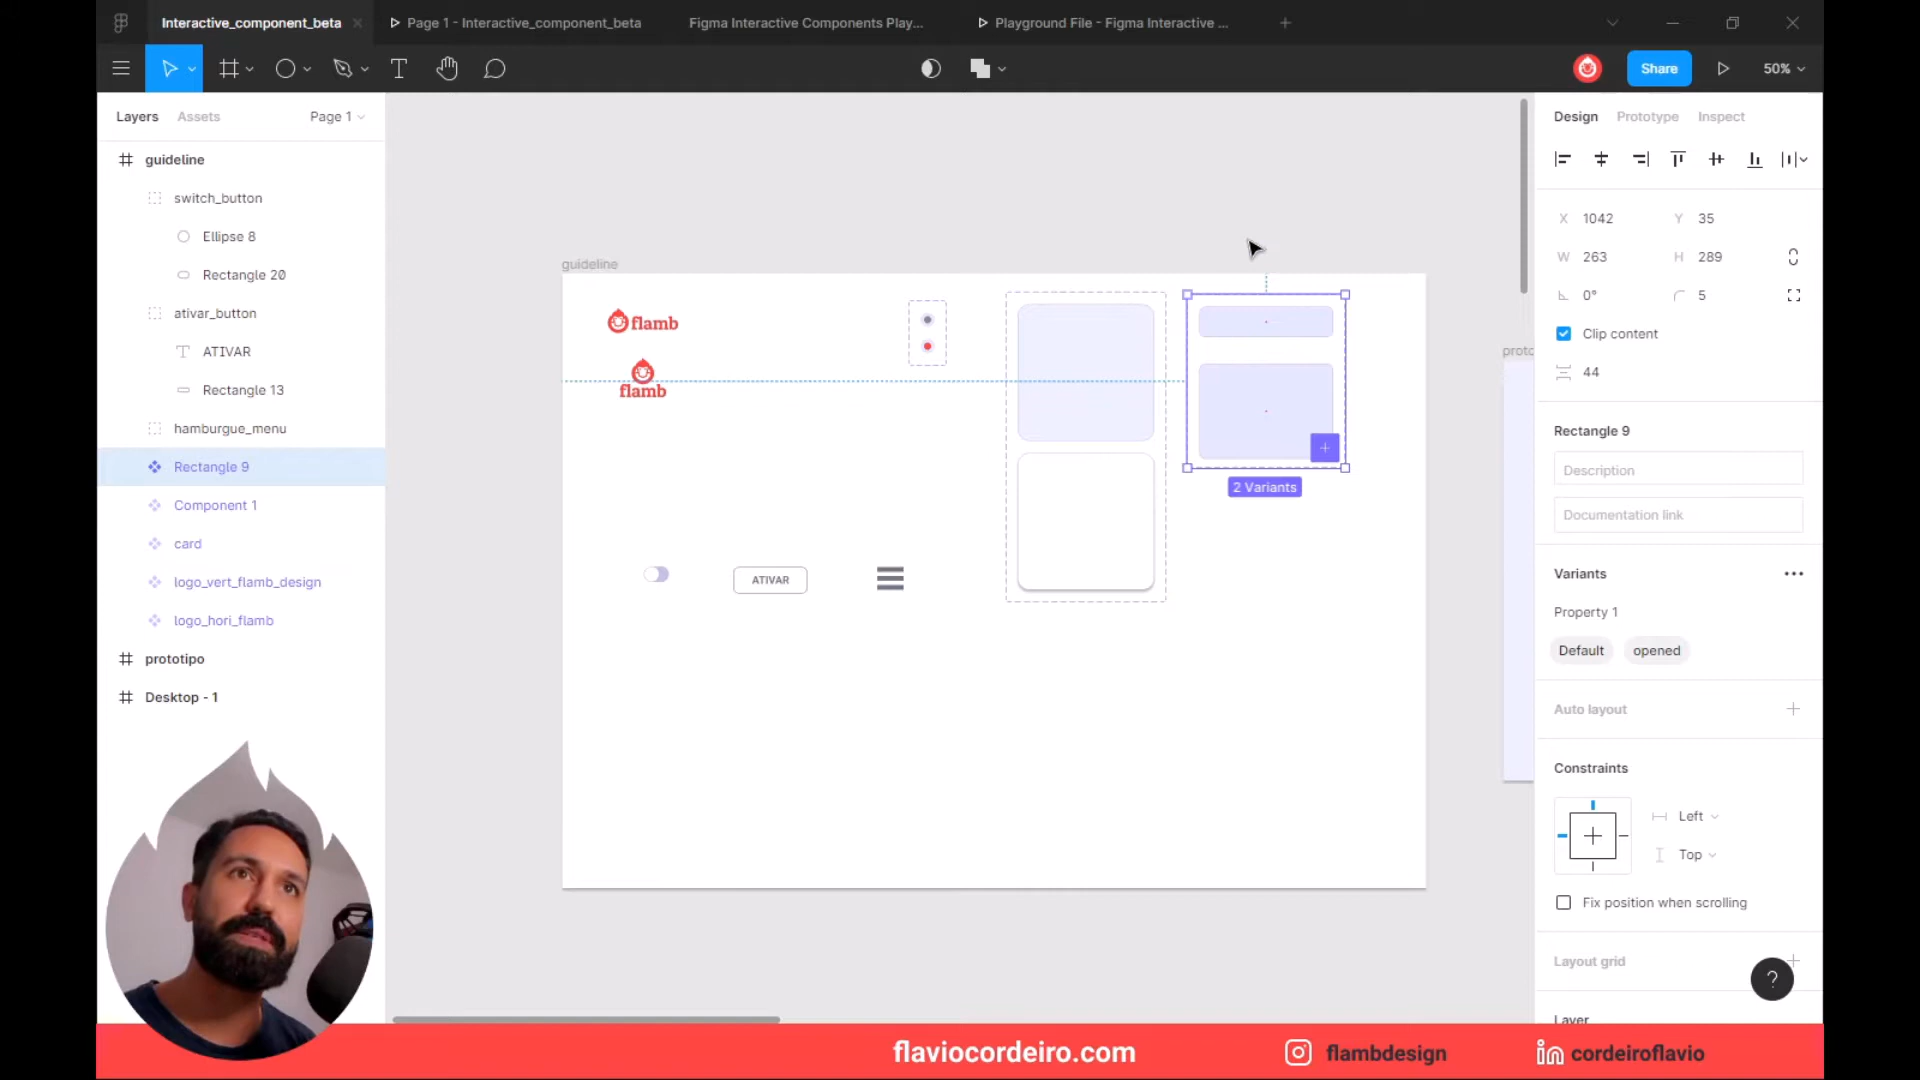 Interactive_component_beta
Page 1 - Interactive_component_beta
Figma Interactive Components Play...
Playground File - Figma Interactive ...
Share
50%
Layers
Assets
Page 1
guideline
switch_button
Ellipse 8
Rectangle 20
ativar_button
ATIVAR
Rectangle 13
hamburgue_menu
Rectangle 9
Component 1
card
logo_vert_flamb_design
logo_hori_flamb
prototipo
Desktop - 1
guideline
flamb
flamb
ATIVAR
2 Variants
proto
Design
Prototype
Inspect
X 1042
Y 35
W 263
H 289
0°
5
Clip content
44
Rectangle 9
Description
Documentation link
Variants
Property 1
Default
opened
Auto layout
Constraints
Left
Top
Fix position when scrolling
Layout grid
?
Layer
flaviocordeiro.com
flambdesign
in cordeiroflavio